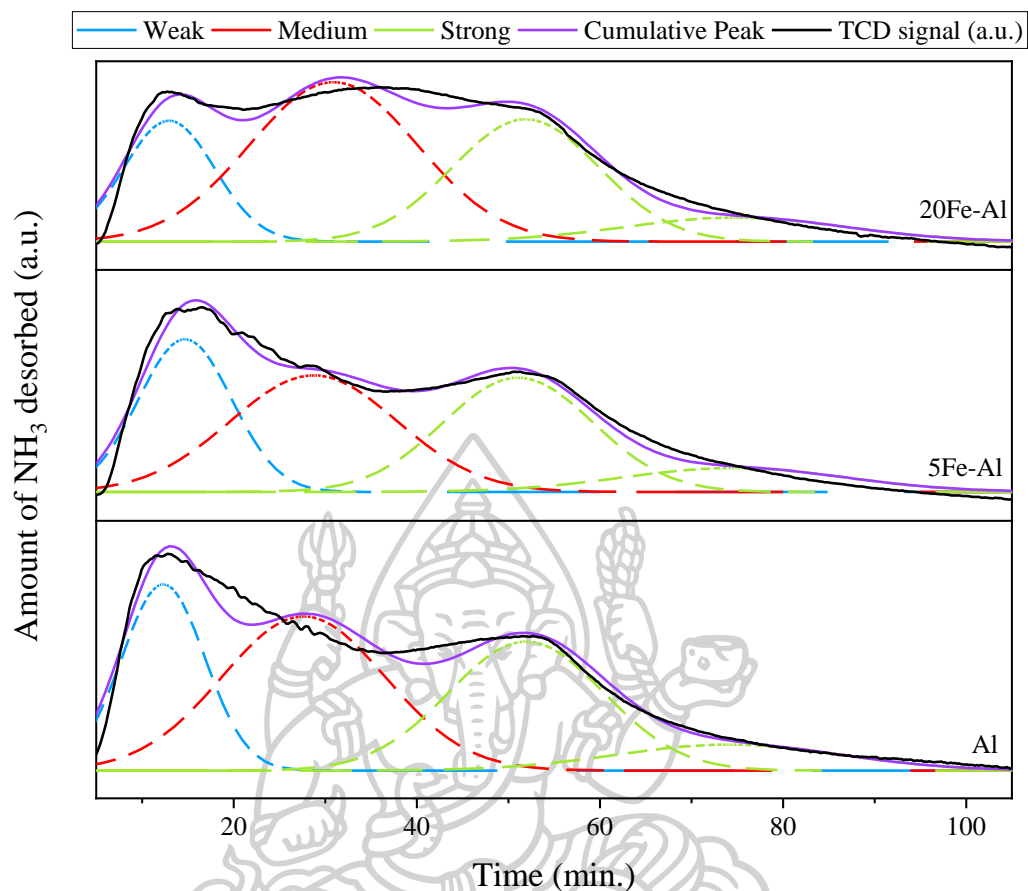 Weak Medium Strong Cumulative Peak TCD signal (a.u.)
20Fe-Al
5Fe-Al
Al
Amount of NH₃ desorbed (a.u.)
20 40 60 80 100
Time (min.)